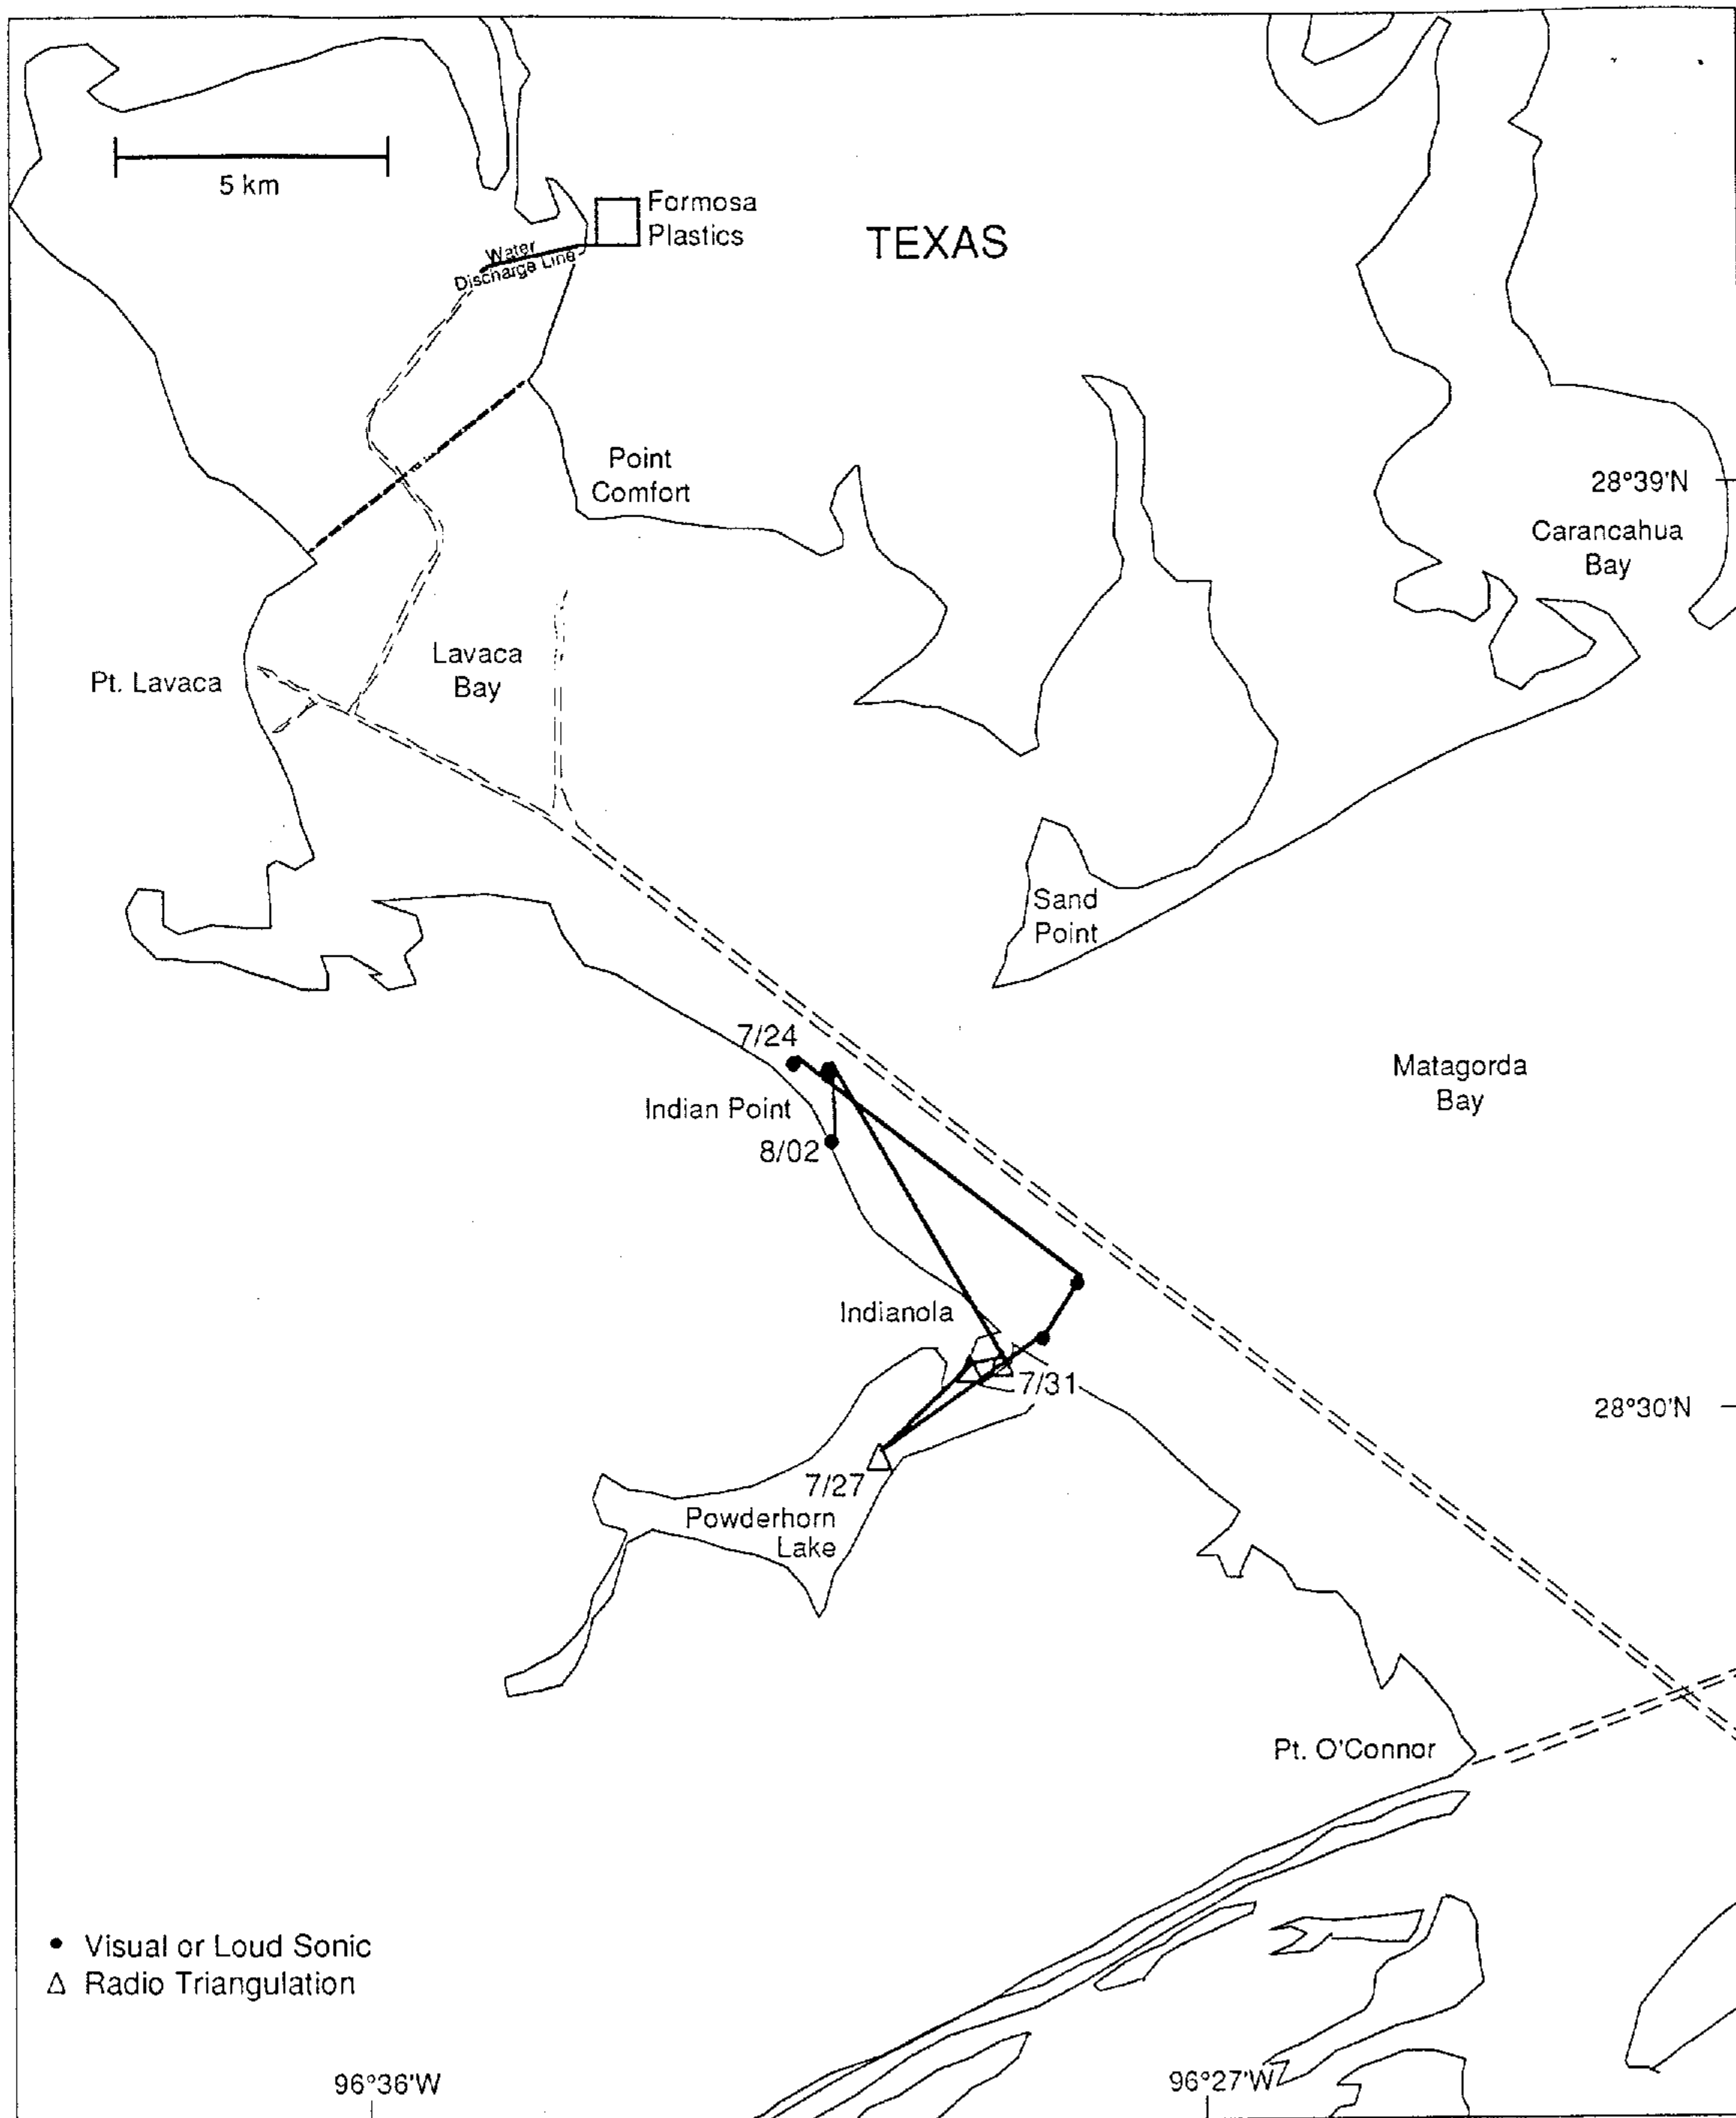 5 km
Formosa
Plastics
TEXAS
Water
Discharge Line
Point
Comfort
28°39'N
Carancahua
Bay
Lavaca
Bay
Pt. Lavaca
Sand
Point
7/24
Matagorda
Bay
Indian Point
8/02
Indianola
7/31
28°30'N
7/27
Powderhorn
Lake
Pt. O'Connor
Visual or Loud Sonic
Radio Triangulation
96°36'W
96°27'W